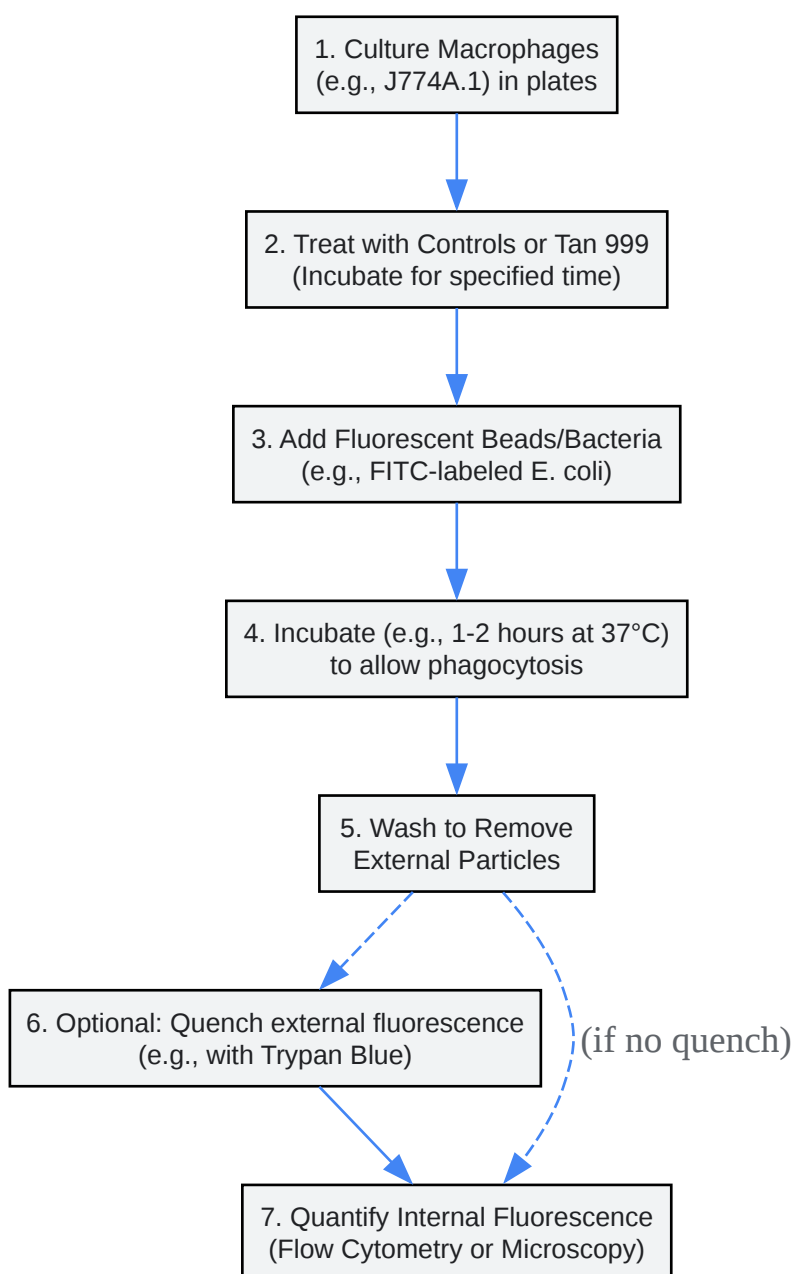 1. Culture Macrophages
(e.g., J774A.1) in plates
2. Treat with Controls or Tan 999
(Incubate for specified time)
3. Add Fluorescent Beads/Bacteria
(e.g., FITC-labeled E. coli)
4. Incubate (e.g., 1-2 hours at 37°C)
to allow phagocytosis
5. Wash to Remove
External Particles
6. Optional: Quench external fluorescence
(e.g., with Trypan Blue)
(if no quench)
7. Quantify Internal Fluorescence
(Flow Cytometry or Microscopy)